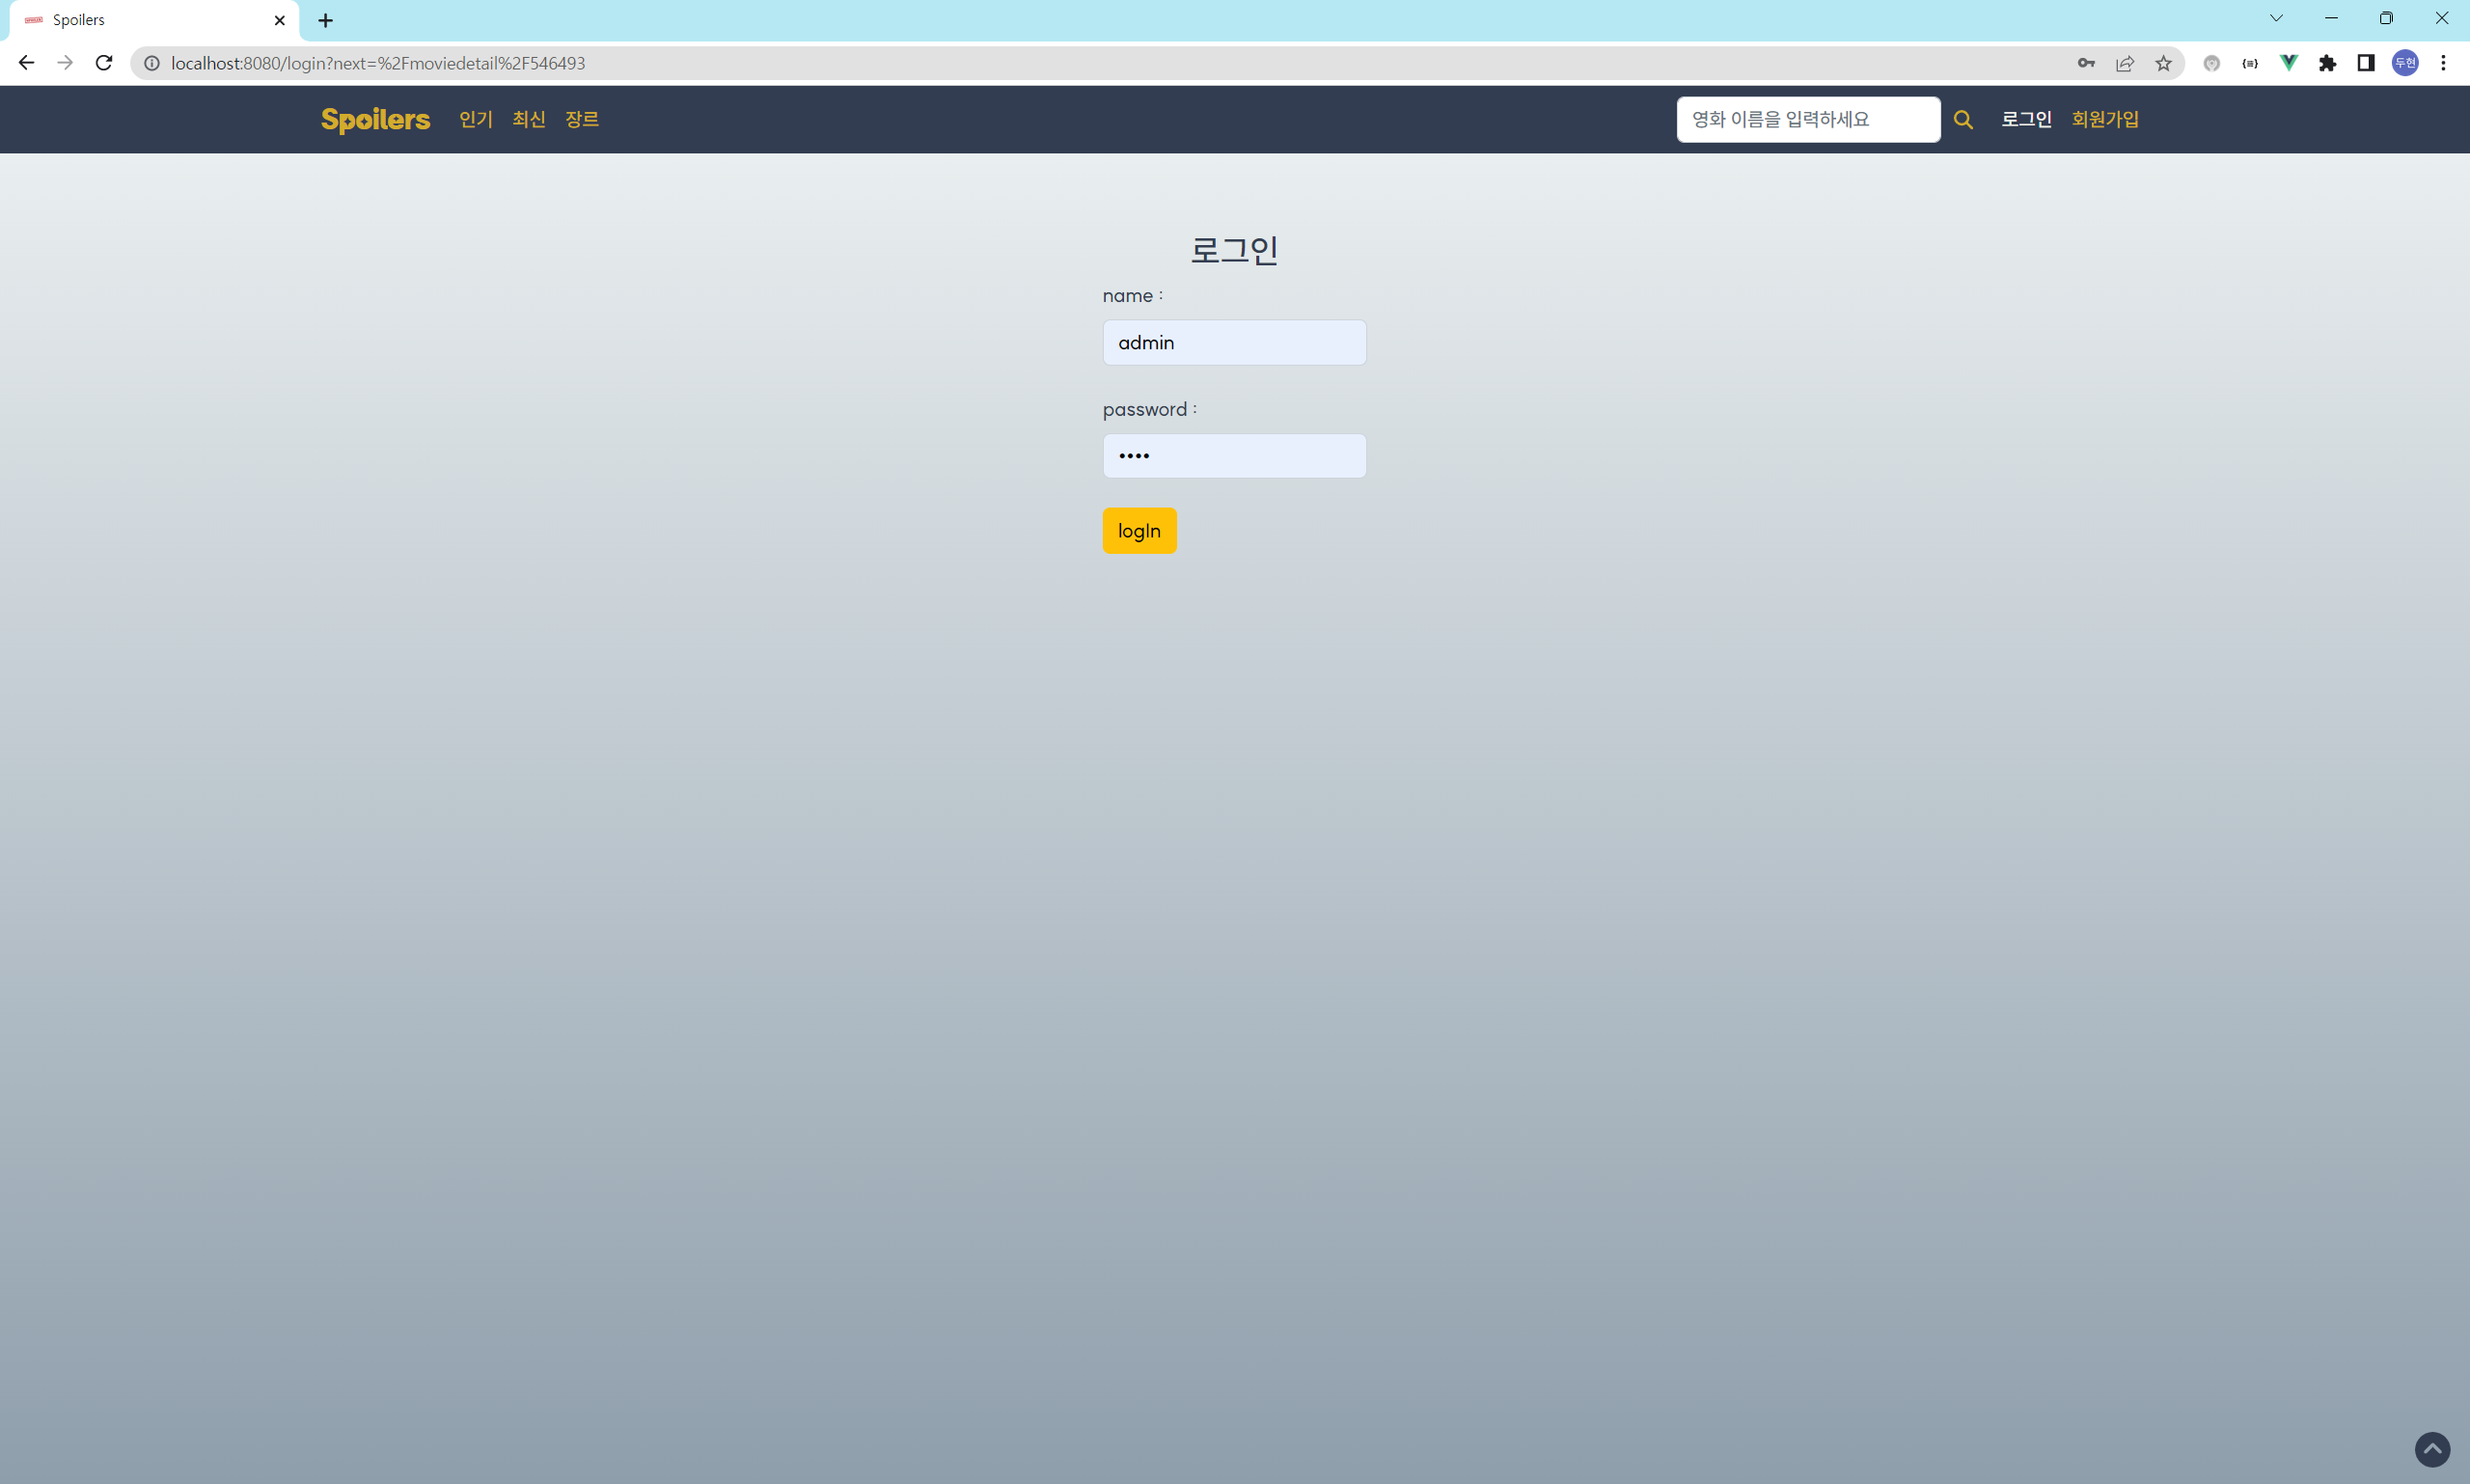 Spoilers
localhost:8080/login?next=%2Fmoviedetail%2F546493
두현
Spoilers 인기 최신 장르 영화 이름을 입력하세요 로그인 회원가입
로그인
name :
admin
password :
••••
logIn